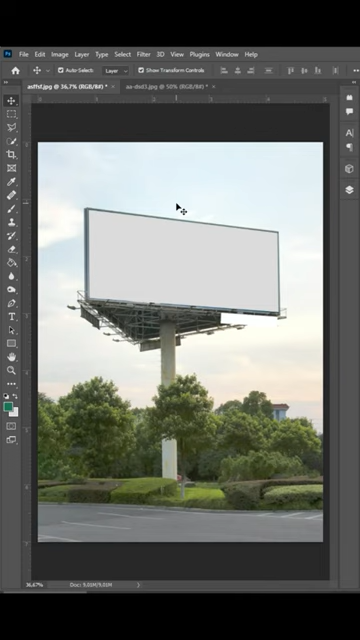 Ps File Edit Image Layer Type Select Filter 3D View Plugins Window Help
Auto-Select: Layer Show Transform Controls
asfhf.jpg @ 36.7% (RGB/8#) * aa-dsd3.jpg @ 50% (RGB/8#) *
36.67% Doc: 9.01M/9.01M